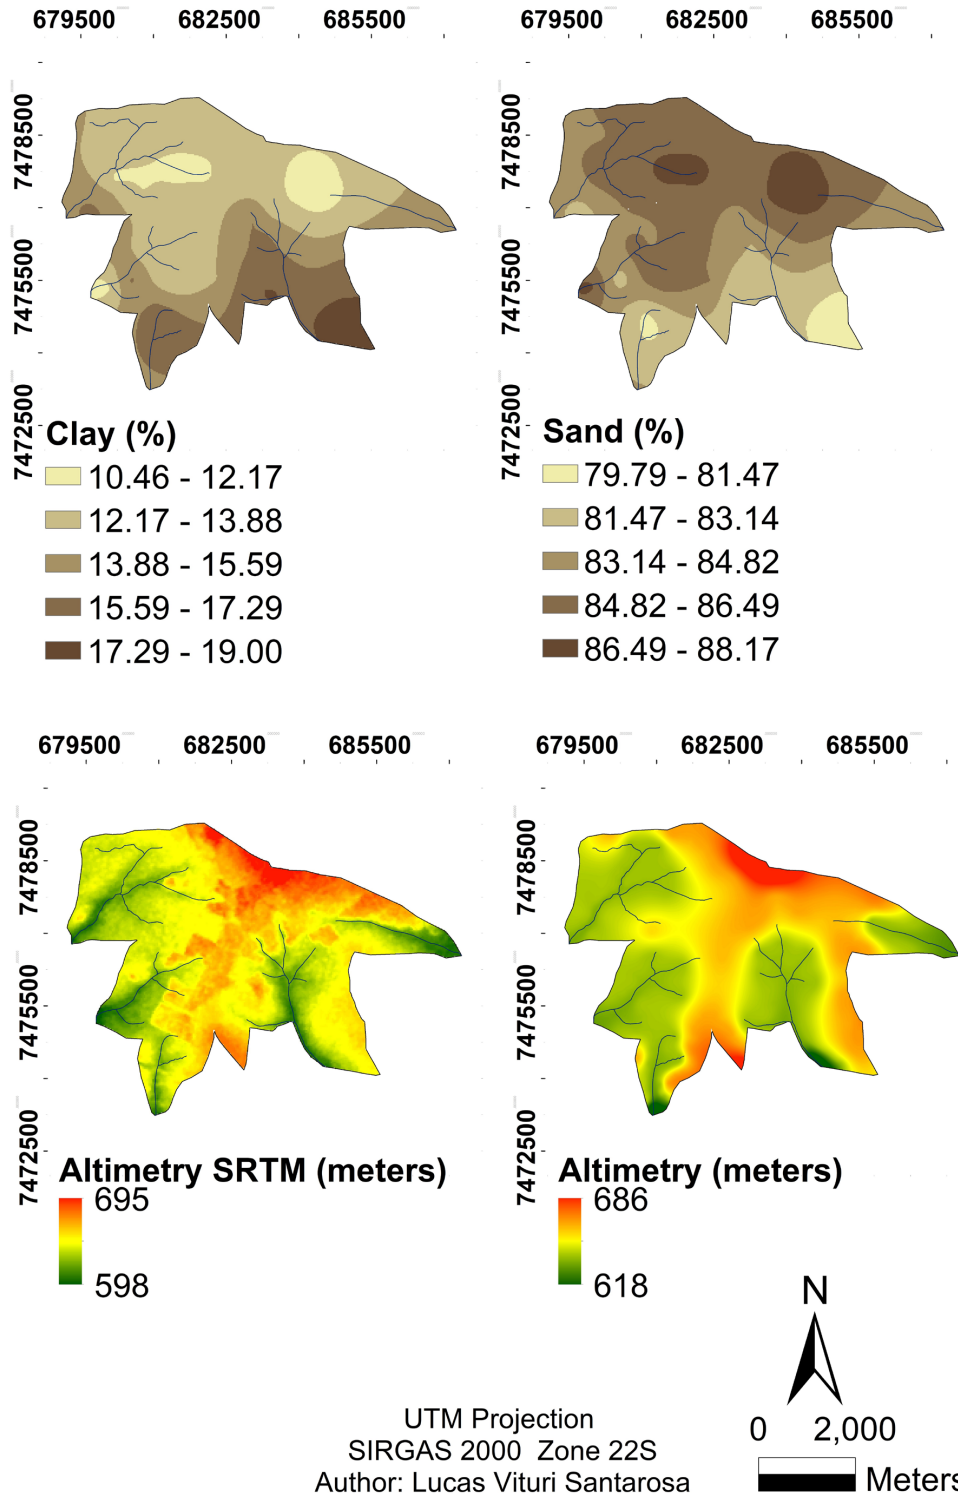 679500 682500 685500
679500 682500 685500
7478500
7475500
7472500
7478500
7475500
7472500
Clay (%)
10.46 - 12.17
12.17 - 13.88
13.88 - 15.59
15.59 - 17.29
17.29 - 19.00
Sand (%)
79.79 - 81.47
81.47 - 83.14
83.14 - 84.82
84.82 - 86.49
86.49 - 88.17
679500 682500 685500
679500 682500 685500
7478500
7475500
7472500
7478500
7475500
7472500
Altimetry SRTM (meters)
695
598
Altimetry (meters)
686
618
N
UTM Projection
SIRGAS 2000 Zone 22S
Author: Lucas Vituri Santarosa
0 2,000
Meters